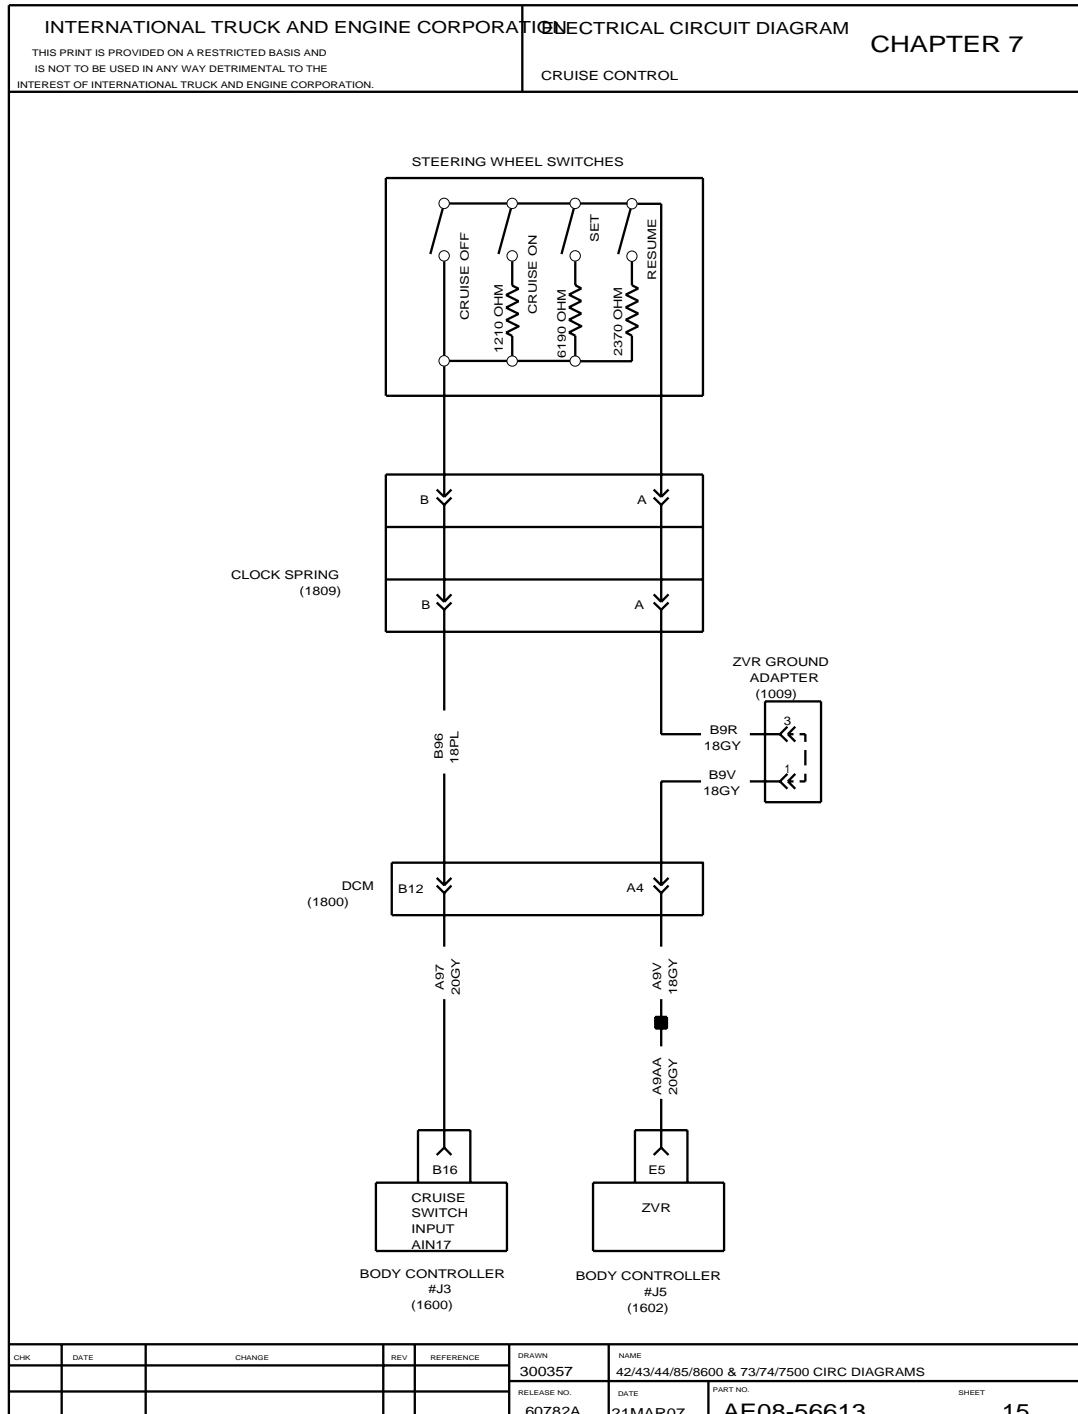 INTERNATIONAL TRUCK AND ENGINE CORPORATION
THIS PRINT IS PROVIDED ON A RESTRICTED BASIS AND
IS NOT TO BE USED IN ANY WAY DETRIMENTAL TO THE
INTEREST OF INTERNATIONAL TRUCK AND ENGINE CORPORATION.
ELECTRICAL CIRCUIT DIAGRAM
CRUISE CONTROL
CHAPTER 7
STEERING WHEEL SWITCHES
CRUISE OFF
1210 OHM
CRUISE ON
6190 OHM
SET
2370 OHM
RESUME
B
A
CLOCK SPRING
(1809)
B
A
ZVR GROUND
ADAPTER
(1009)
3
B9R
18GY
1
B9V
18GY
B96
18PL
DCM
(1800)
B12
A4
A97
20GY
A9V
18GY
A9AA
20GY
B16
CRUISE
SWITCH
INPUT
AIN17
BODY CONTROLLER
#J3
(1600)
E5
ZVR
BODY CONTROLLER
#J5
(1602)
CHK
DATE
CHANGE
REV
REFERENCE
DRAWN
300357
NAME
42/43/44/85/8600 & 73/74/7500 CIRC DIAGRAMS
RELEASE NO.
60782A
DATE
21MAR07
PART NO.
AE08-56613
SHEET
15